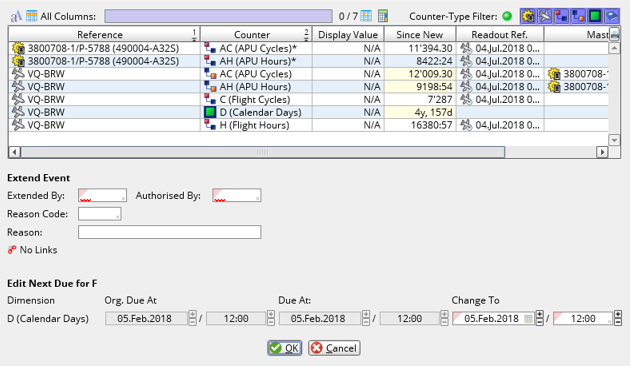 All Columns: 0 / 7 Counter-Type Filter:
Reference 1 Counter 2 Display Value Since New Readout Ref.
3800708-1/P-5788 (490004-A32S) AC (APU Cycles)* N/A 11'394.30 04.Jul.2018 0...
3800708-1/P-5788 (490004-A32S) AH (APU Hours)* N/A 8422:24 04.Jul.2018 0...
VQ-BRW AC (APU Cycles) N/A 12'009.30 04.Jul.2018 0... 3800708-
VQ-BRW AH (APU Hours) N/A 9198:54 04.Jul.2018 0... 3800708-
VQ-BRW C (Flight Cycles) N/A 7'287 04.Jul.2018 0...
VQ-BRW D (Calendar Days) N/A 4y, 157d
VQ-BRW H (Flight Hours) N/A 16380:57 04.Jul.2018 0...
Extend Event
Extended By: Authorised By:
Reason Code:
Reason:
No Links
Edit Next Due for F
Dimension Org. Due At Due At: Change To
D (Calendar Days) 05.Feb.2018 / 12:00 05.Feb.2018 / 12:00 05.Feb.2018 / 12:00
OK Cancel